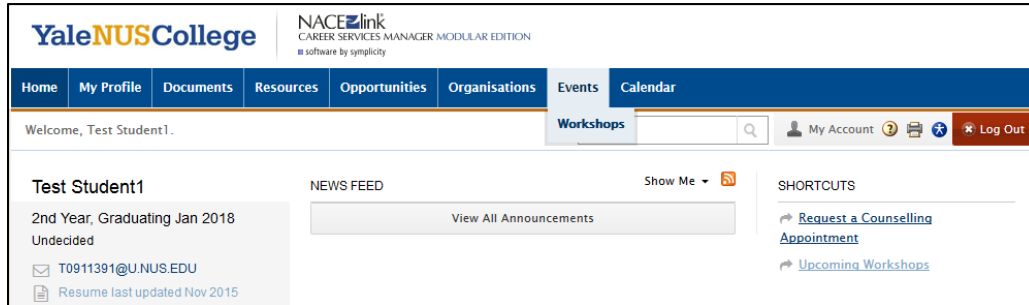 YaleNUSCollege
NACElink
CAREER SERVICES MANAGER MODULAR EDITION
software by symplicity
Home My Profile Documents Resources Opportunities Organisations Events Calendar
Workshops
Welcome, Test Student1.
My Account ? Log Out
Test Student1
2nd Year, Graduating Jan 2018
Undecided
T0911391@U.NUS.EDU
Resume last updated Nov 2015
NEWS FEED
Show Me
View All Announcements
SHORTCUTS
Request a Counselling
Appointment
Upcoming Workshops